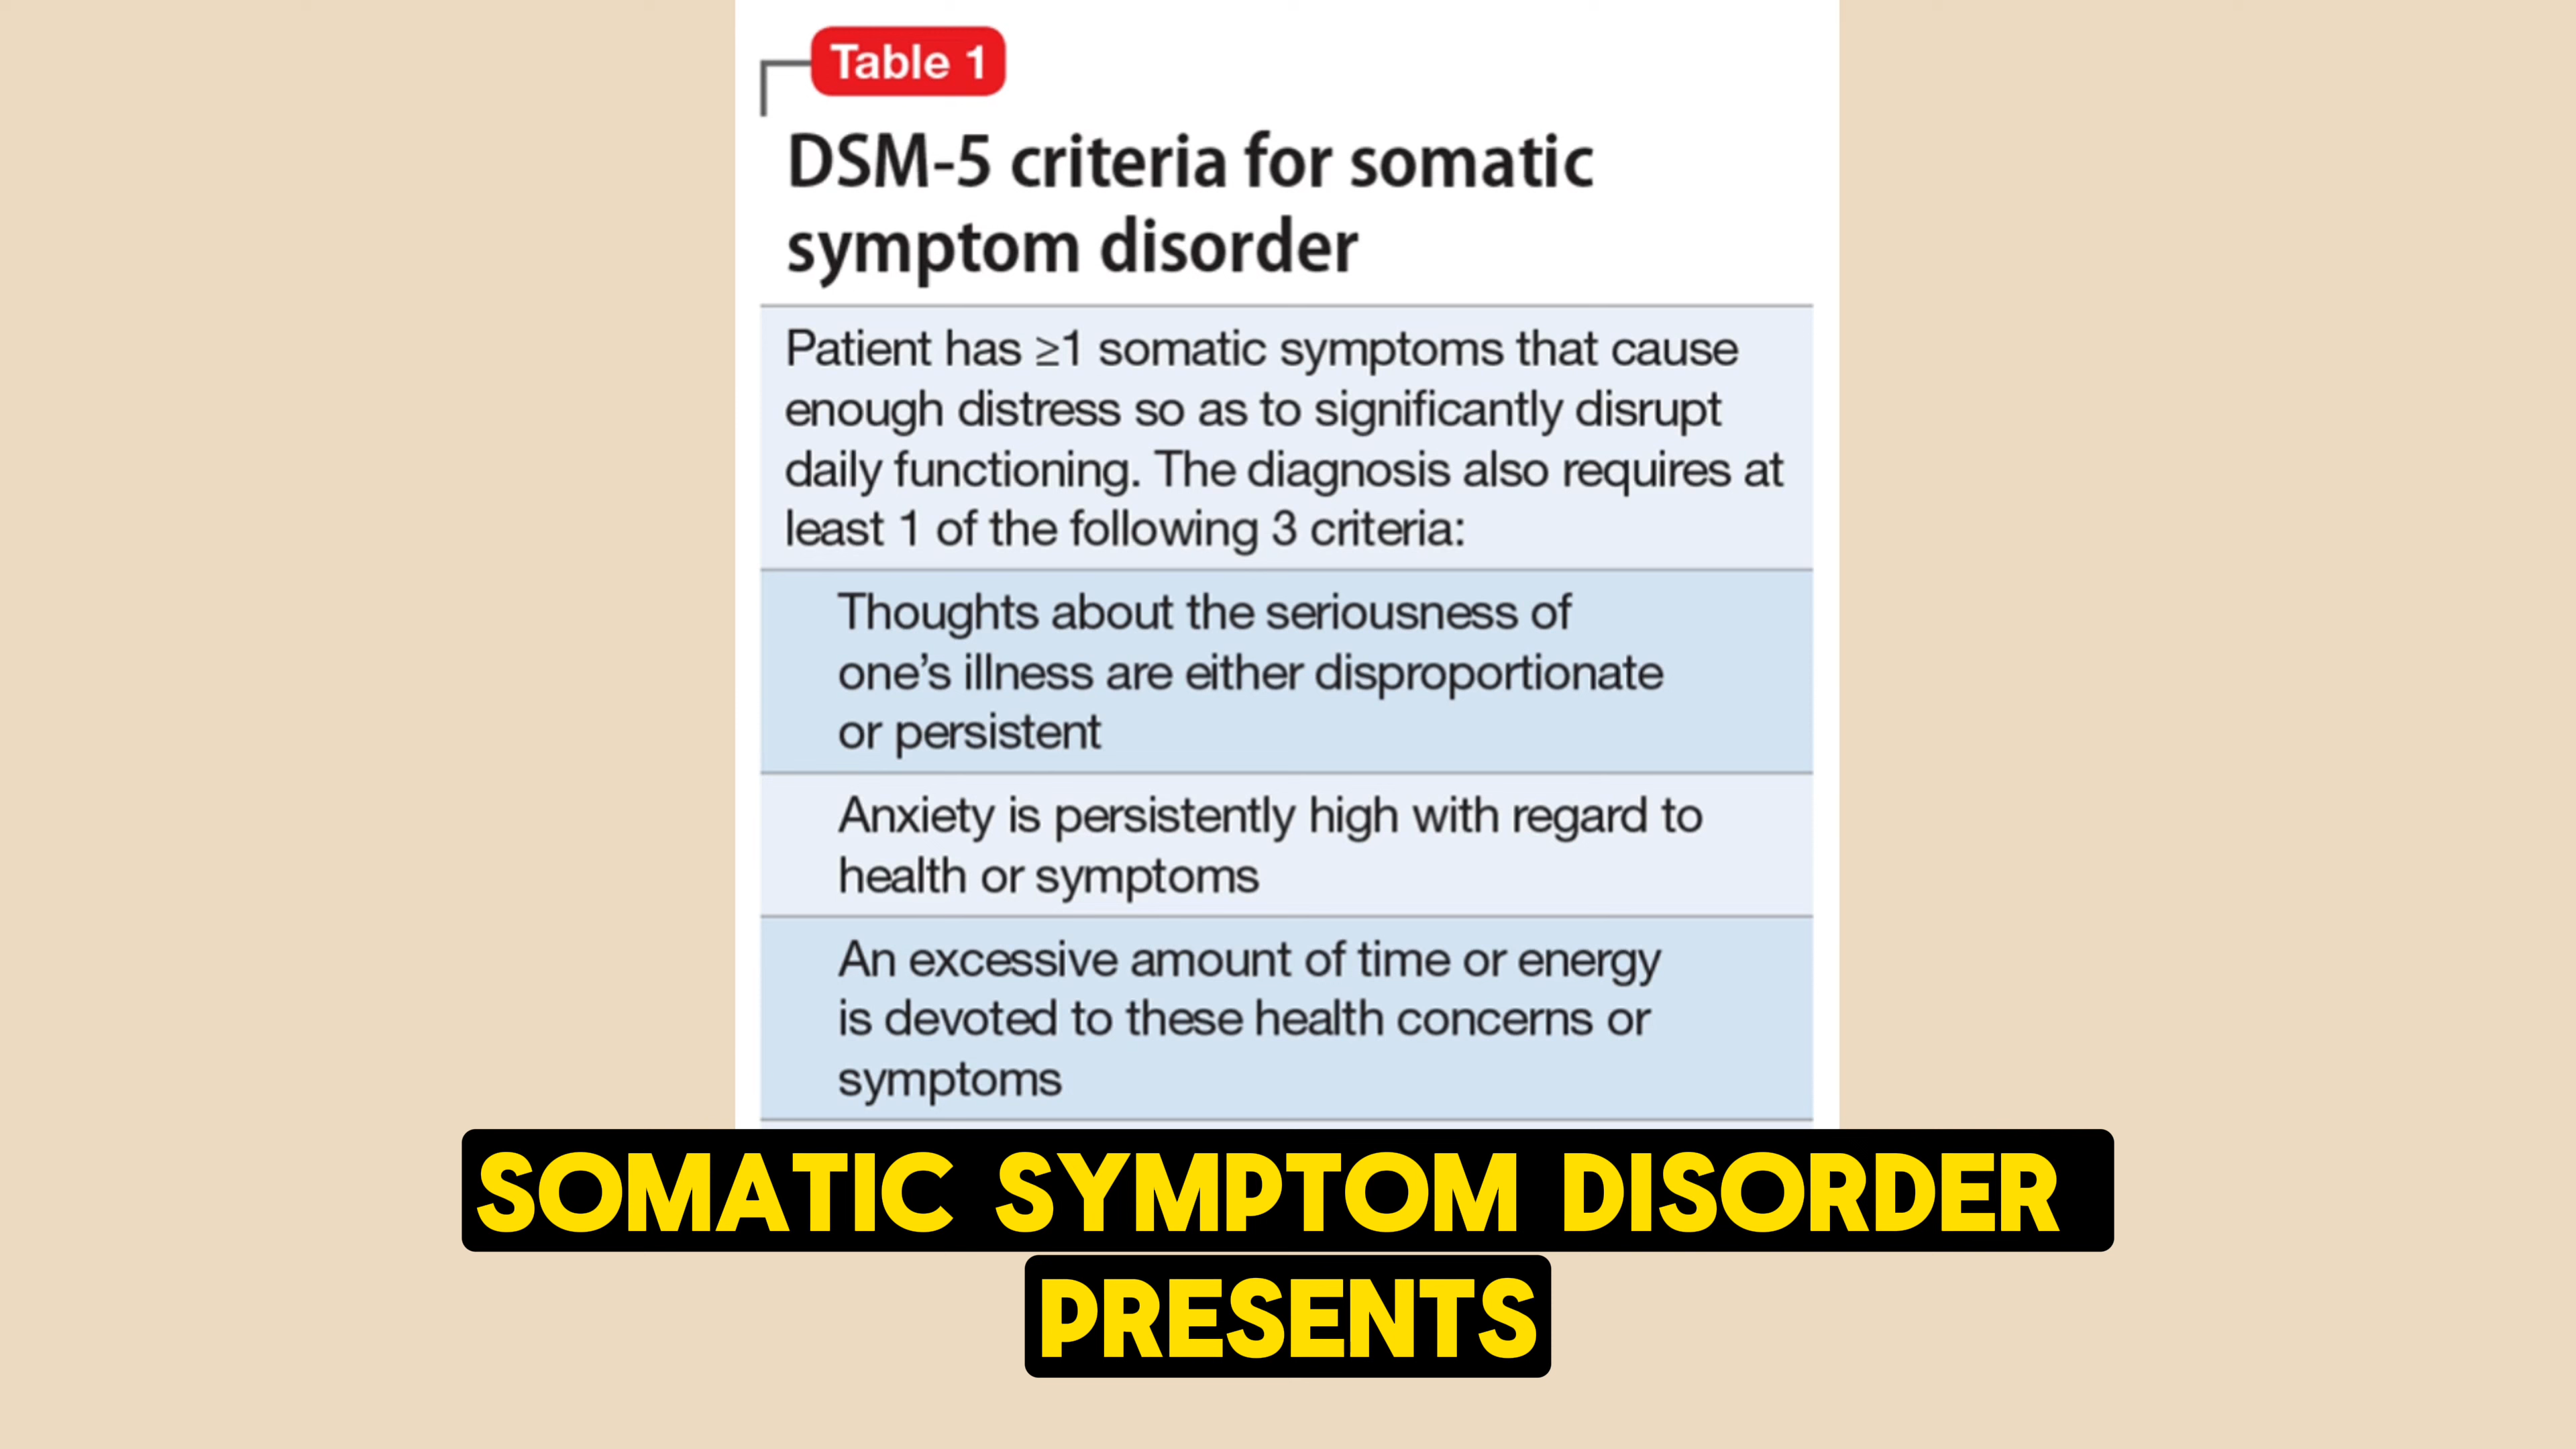 Table 1
DSM-5 criteria for somatic
symptom disorder
Patient has ≥1 somatic symptoms that cause
enough distress so as to significantly disrupt
daily functioning. The diagnosis also requires at
least 1 of the following 3 criteria:
Thoughts about the seriousness of
one’s illness are either disproportionate
or persistent
Anxiety is persistently high with regard to
health or symptoms
An excessive amount of time or energy
is devoted to these health concerns or
symptoms
SOMATIC SYMPTOM DISORDER
PRESENTS